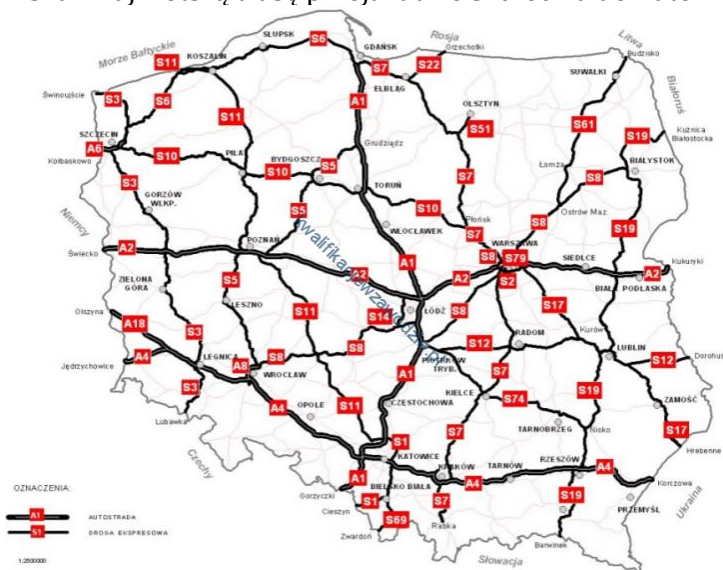 Morze Bałtyckie
Rosja
Litwa
Białoruś
Ukraina
Słowacja
Czechy
Niemcy
SŁUPSK
S6
GDAŃSK
S7
S22
Grzechotki
Budzisko
S11
KOSZALIN
ELBLĄG
SUWAŁKI
Świnoujście
S3
S6
A1
OLSZTYN
S61
S19
Kuźnica
Białostocka
SZCZECIN
S11
S51
A6
Kołbaskowo
S10
PIŁA
BYDGOSZCZ
S5
Grudziądz
Łomża
BIAŁYSTOK
S3
S10
TORUŃ
S7
S8
GORZÓW
WLKP.
S5
S10
Płońsk
S8
Ostrów Maz.
S19
WŁOCŁAWEK
S7
WARSZAWA
Świecko
A2
POZNAŃ
A1
S8
S79
SIEDLCE
Kukuryki
A2
A2
S2
A2
BIAŁA PODLASKA
ZIELONA
GÓRA
S5
LESZNO
S11
S14
ŁÓDŹ
S8
S17
Olszyna
A18
S12
RADOM
Kurów
LUBLIN
S12
Dorohusk
S3
S8
PIOTRKÓW
TRYB.
A4
Jędrzychowice
LEGNICA
A8
S8
WROCŁAW
A1
S7
KIELCE
S19
ZAMOŚĆ
S3
A4
OPOLE
S11
CZĘSTOCHOWA
S74
S17
Lubawka
TARNOBRZEG
Nisko
Hrebenne
S1
S7
KATOWICE
RZESZÓW
A4
A1
KRAKÓW
TARNÓW
A4
Korczowa
Gorzyczki
BIELSKO BIAŁA
S7
S19
PRZEMYŚL
S1
Cieszyn
S69
Zwardoń
Rabka
Barwinek
OZNACZENIA:
A1 AUTOSTRADA
S1 DROGA EKSPRESOWA
1:2500000